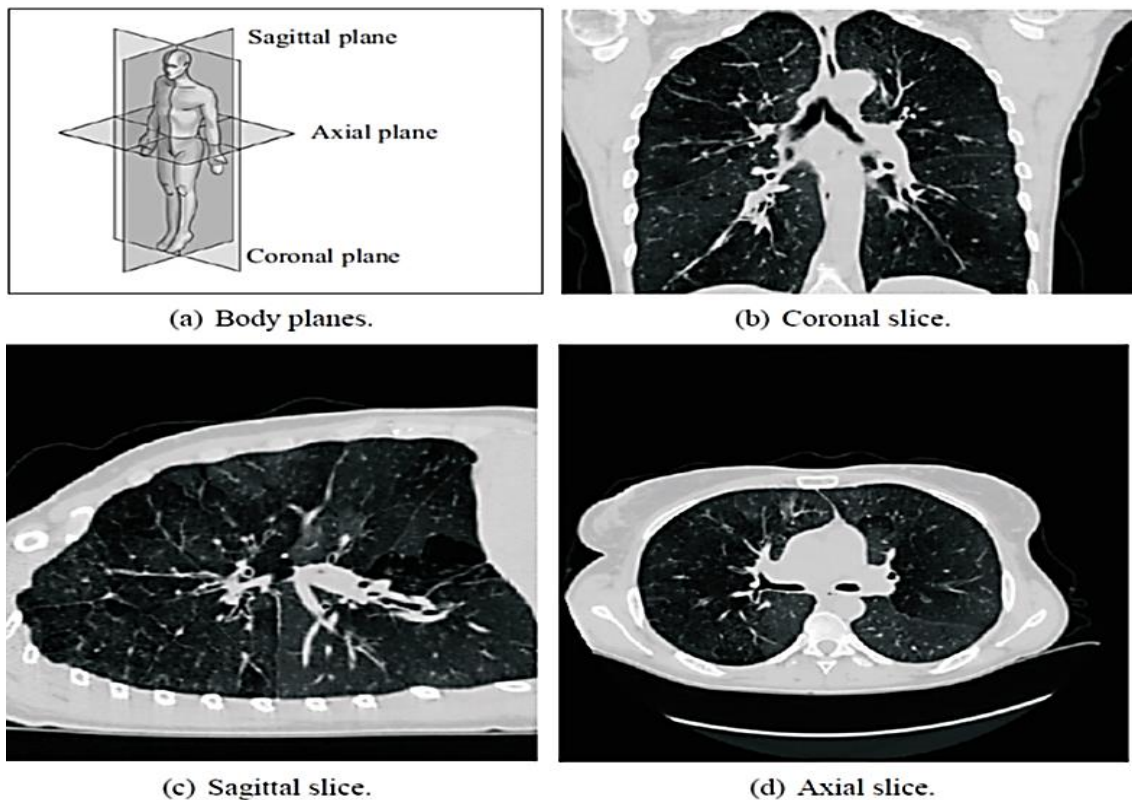 Sagittal plane
Axial plane
Coronal plane
(a) Body planes.
(b) Coronal slice.
(c) Sagittal slice.
(d) Axial slice.